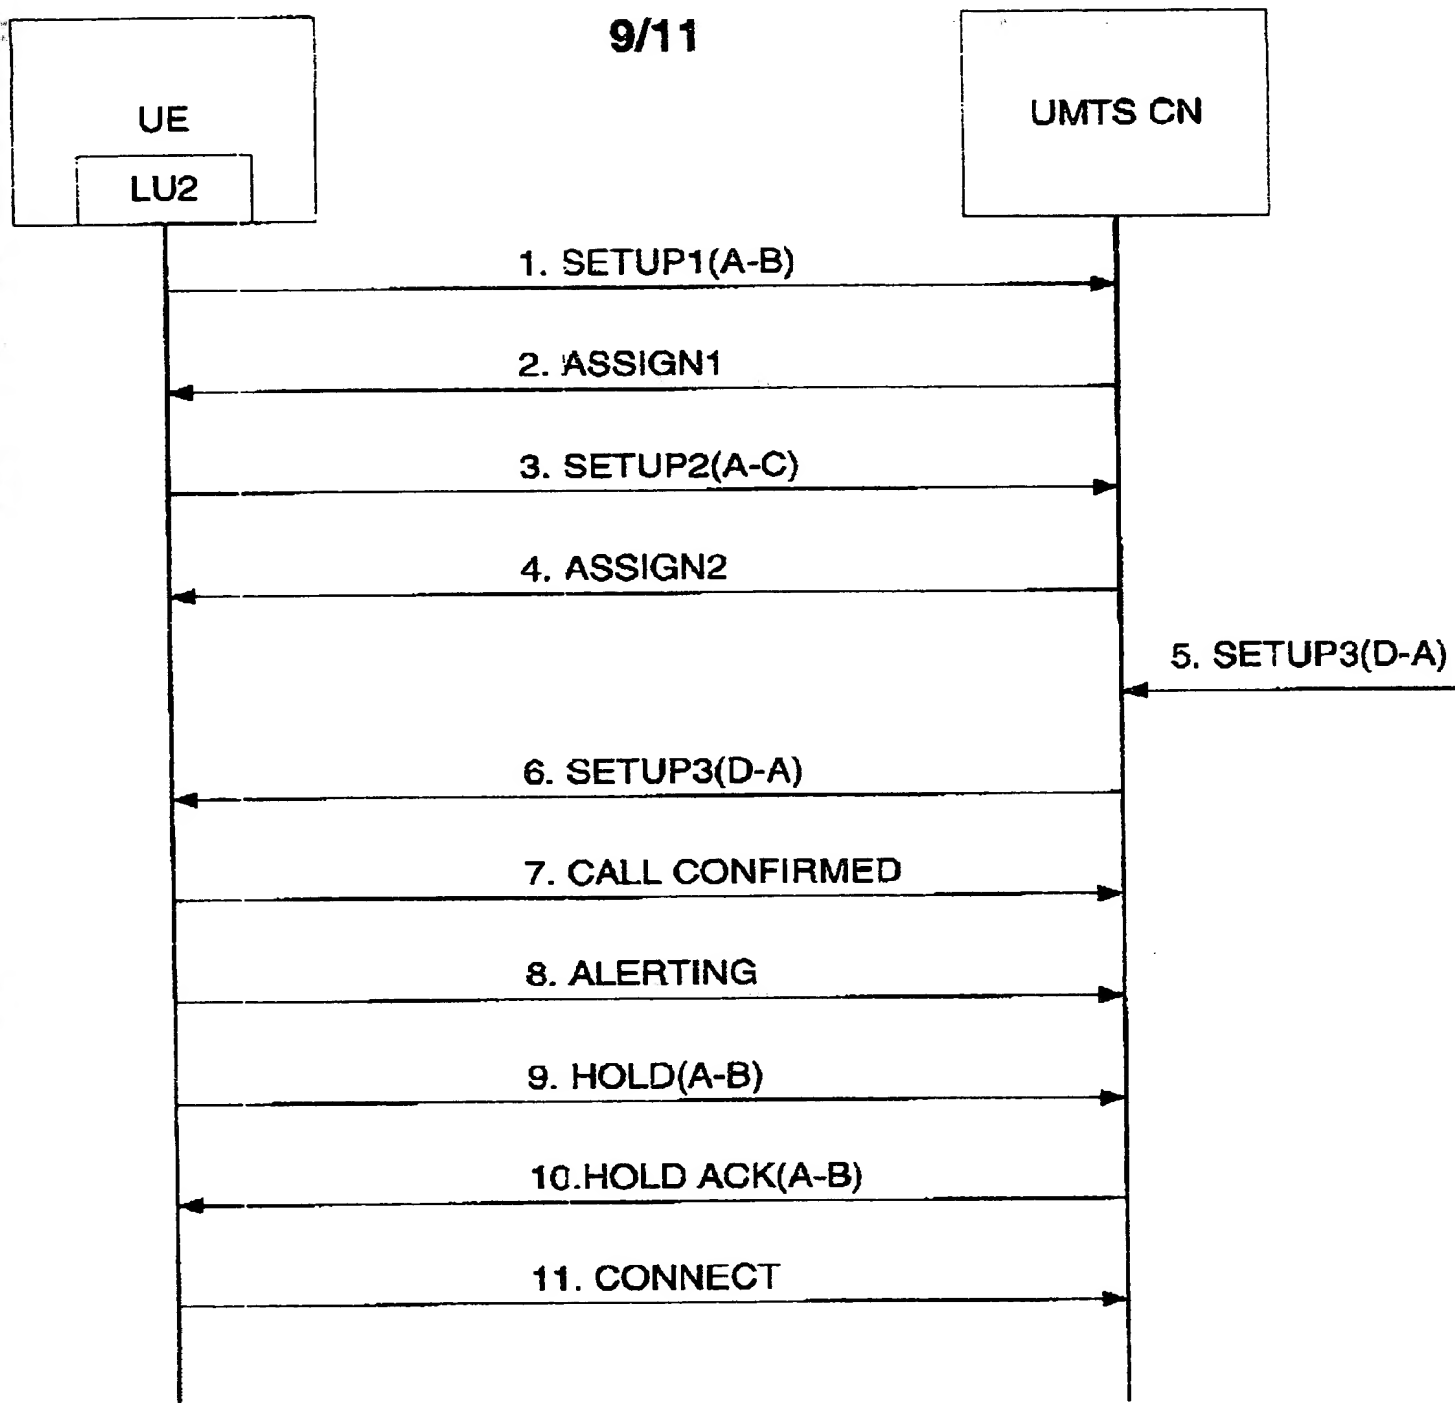 9/11
UE
LU2
UMTS CN
1. SETUP1(A-B)
2. ASSIGN1
3. SETUP2(A-C)
4. ASSIGN2
5. SETUP3(D-A)
6. SETUP3(D-A)
7. CALL CONFIRMED
8. ALERTING
9. HOLD(A-B)
10.HOLD ACK(A-B)
11. CONNECT